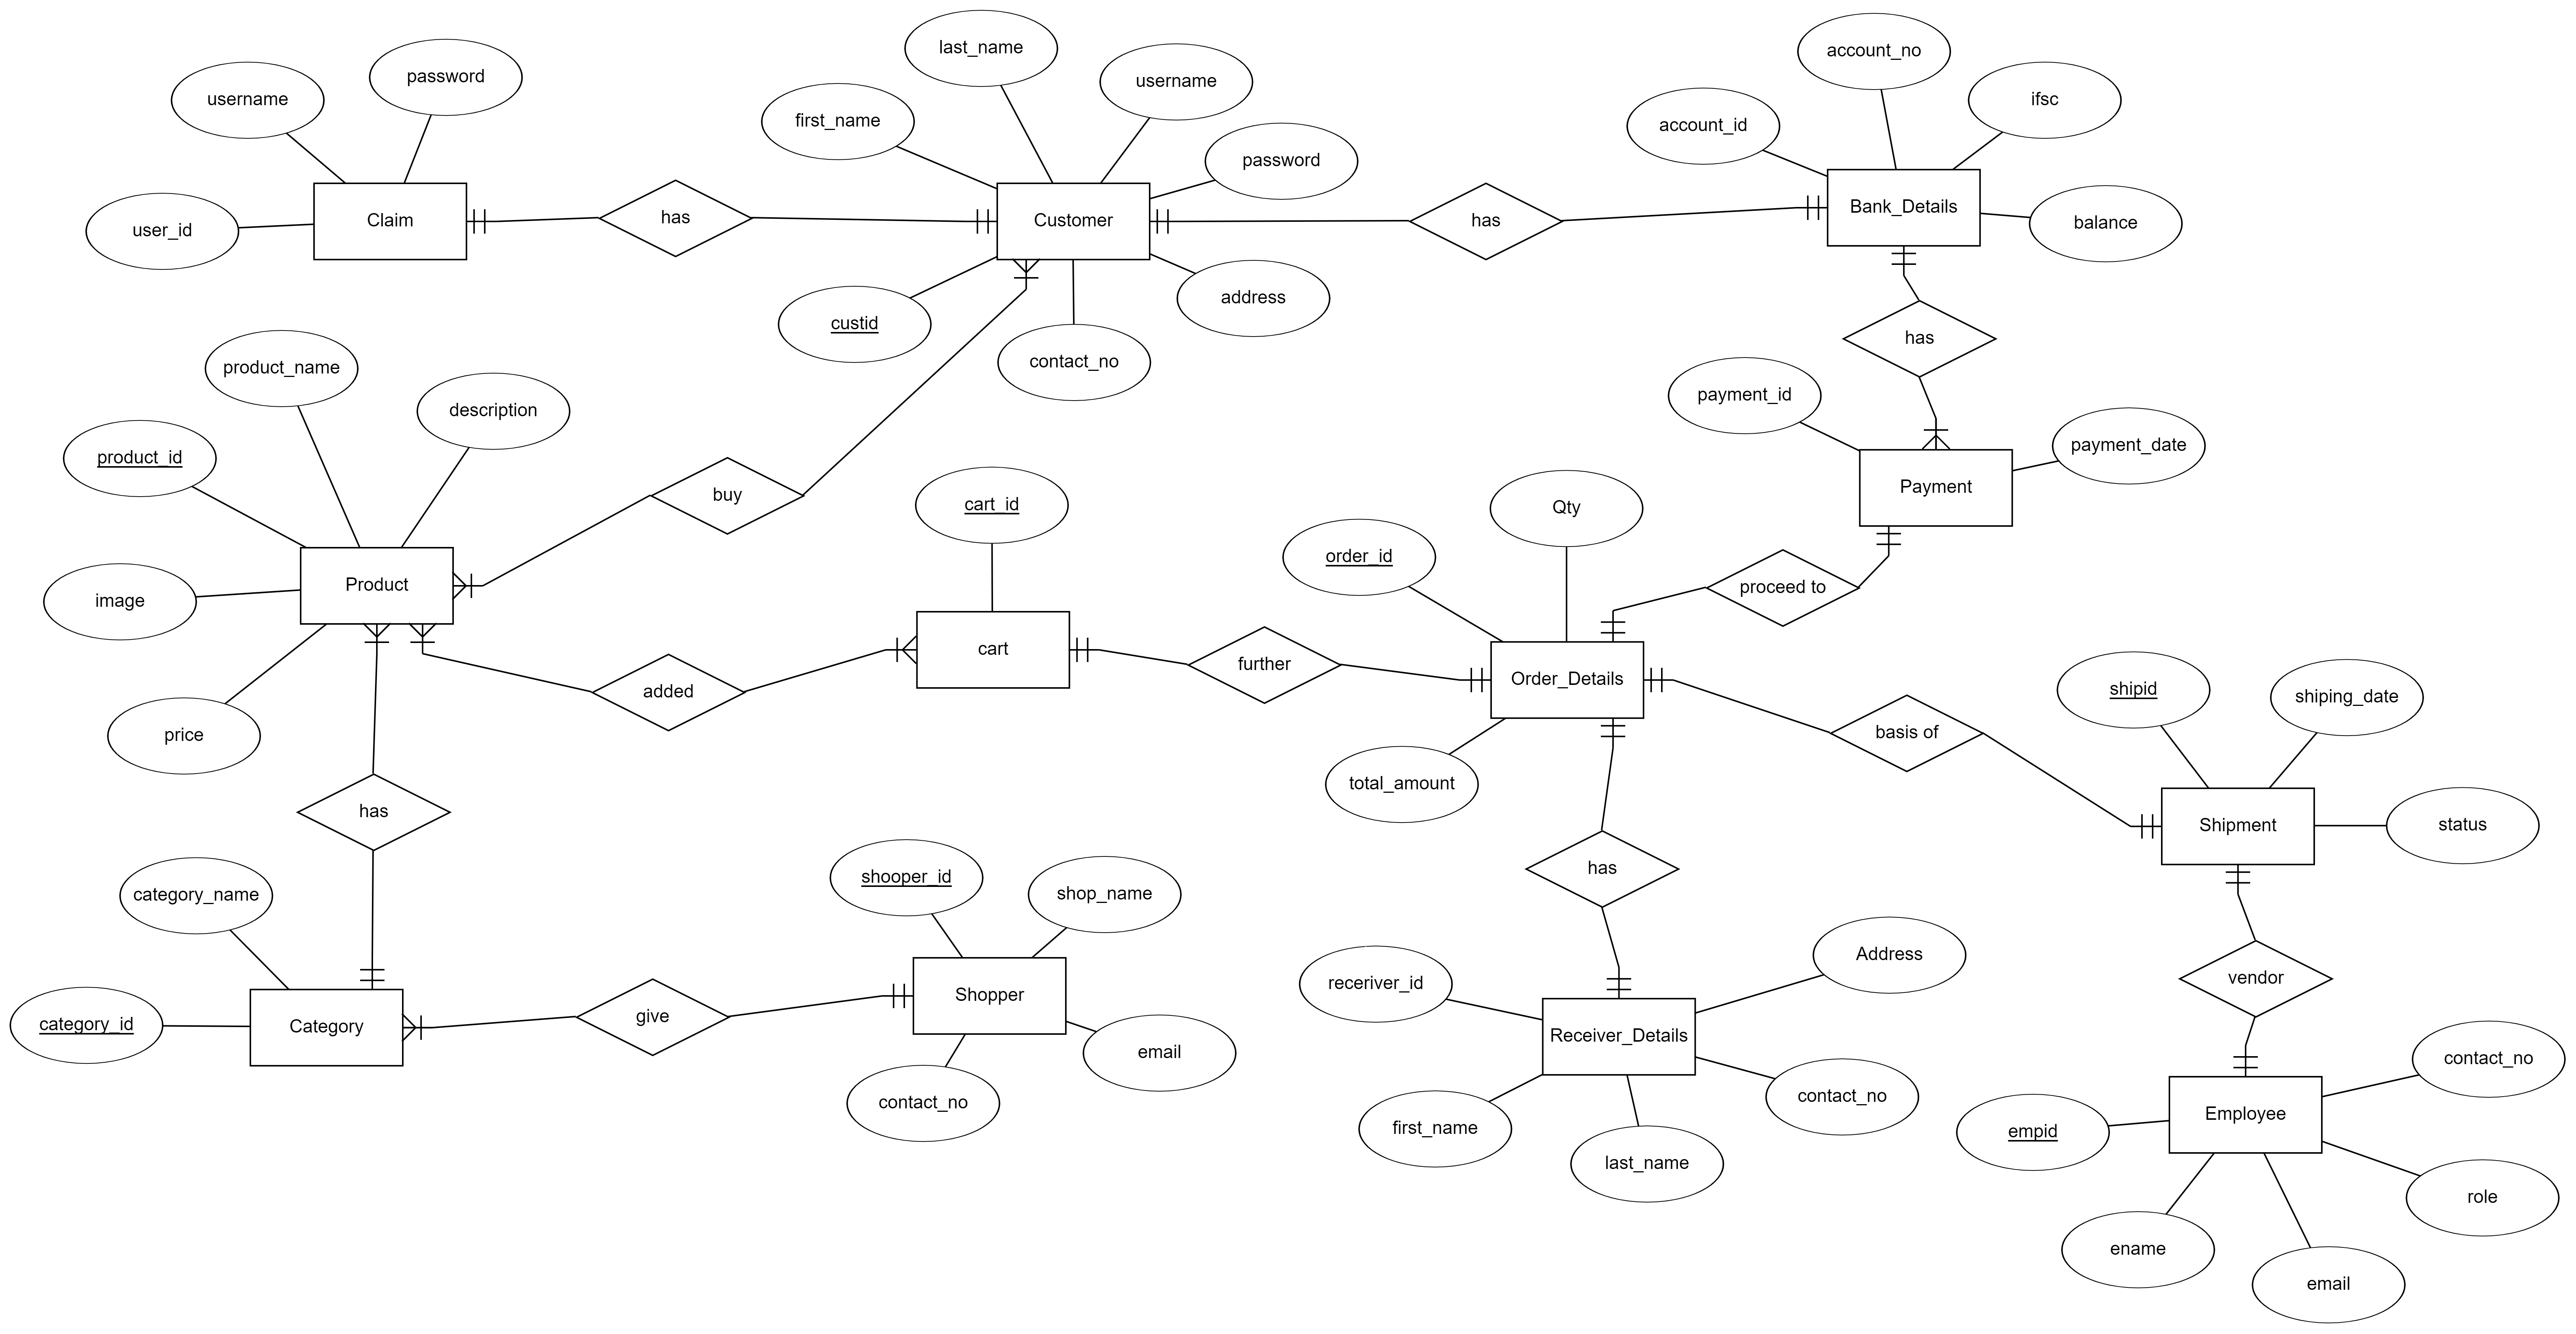 last_name
account_no
password
username
username
ifsc
first_name
account_id
password
Claim
has
Customer
has
Bank_Details
user_id
balance
address
custid
contact_no
has
product_name
description
payment_id
payment_date
product_id
buy
cart_id
Payment
Qty
order_id
Product
image
proceed to
cart
further
Order_Details
added
price
shipid
shiping_date
basis of
total_amount
has
Shipment
status
has
category_name
shooper_id
shop_name
Address
receriver_id
vendor
Shopper
give
category_id
Category
Receiver_Details
email
contact_no
contact_no
contact_no
Employee
first_name
empid
last_name
role
ename
email